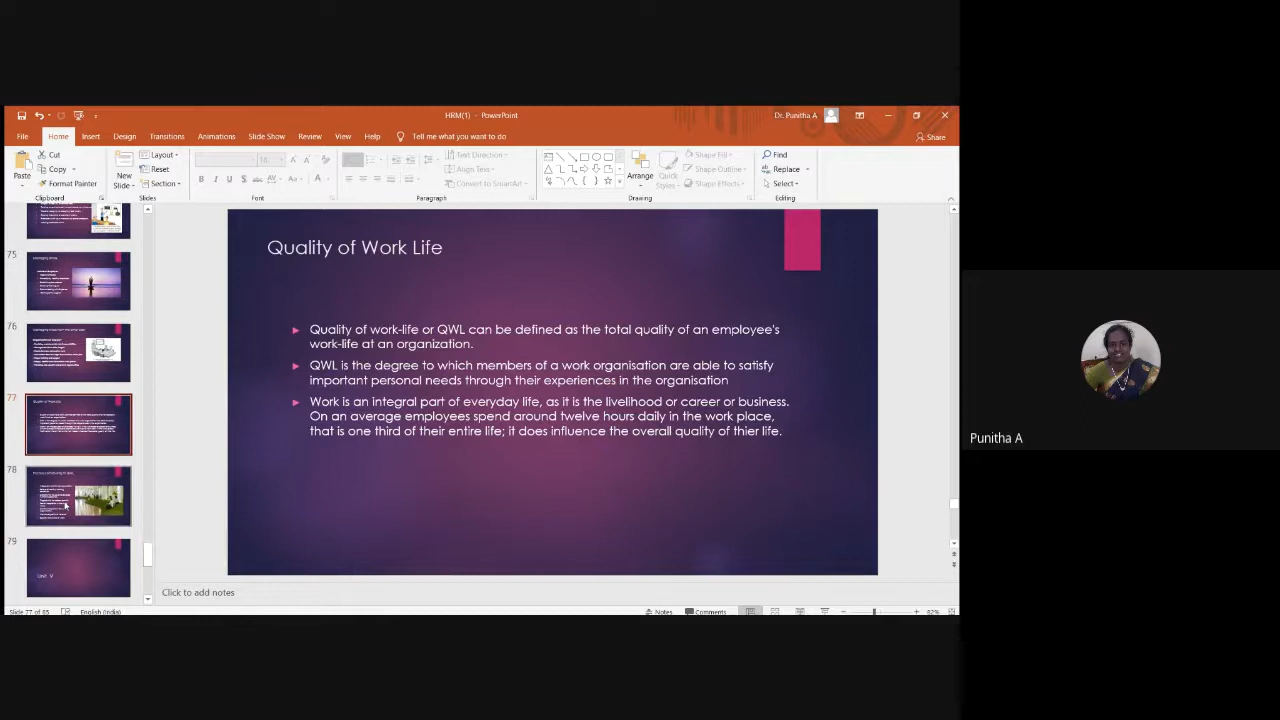 HRM(1) - PowerPoint
Dr. Punitha A
File Home Insert Design Transitions Animations Slide Show Review View Help Tell me what you want to do
Share
Paste
Cut
Copy
Format Painter
Clipboard
New
Slide
Layout
Reset
Section
Slides
Font
Text Direction
Align Text
Convert to SmartArt
Paragraph
Arrange
Quick
Styles
Shape Fill
Shape Outline
Shape Effects
Drawing
Find
Replace
Select
Editing
75
76
77
78
79
Unit V
Quality of Work Life
Quality of work-life or QWL can be defined as the total quality of an employee's
work-life at an organization.
QWL is the degree to which members of a work organisation are able to satisfy
important personal needs through their experiences in the organisation
Work is an integral part of everyday life, as it is the livelihood or career or business.
On an average employees spend around twelve hours daily in the work place,
that is one third of their entire life; it does influence the overall quality of thier life.
Click to add notes
Slide 77 of 85 English (India)
Notes Comments 82%
Punitha A